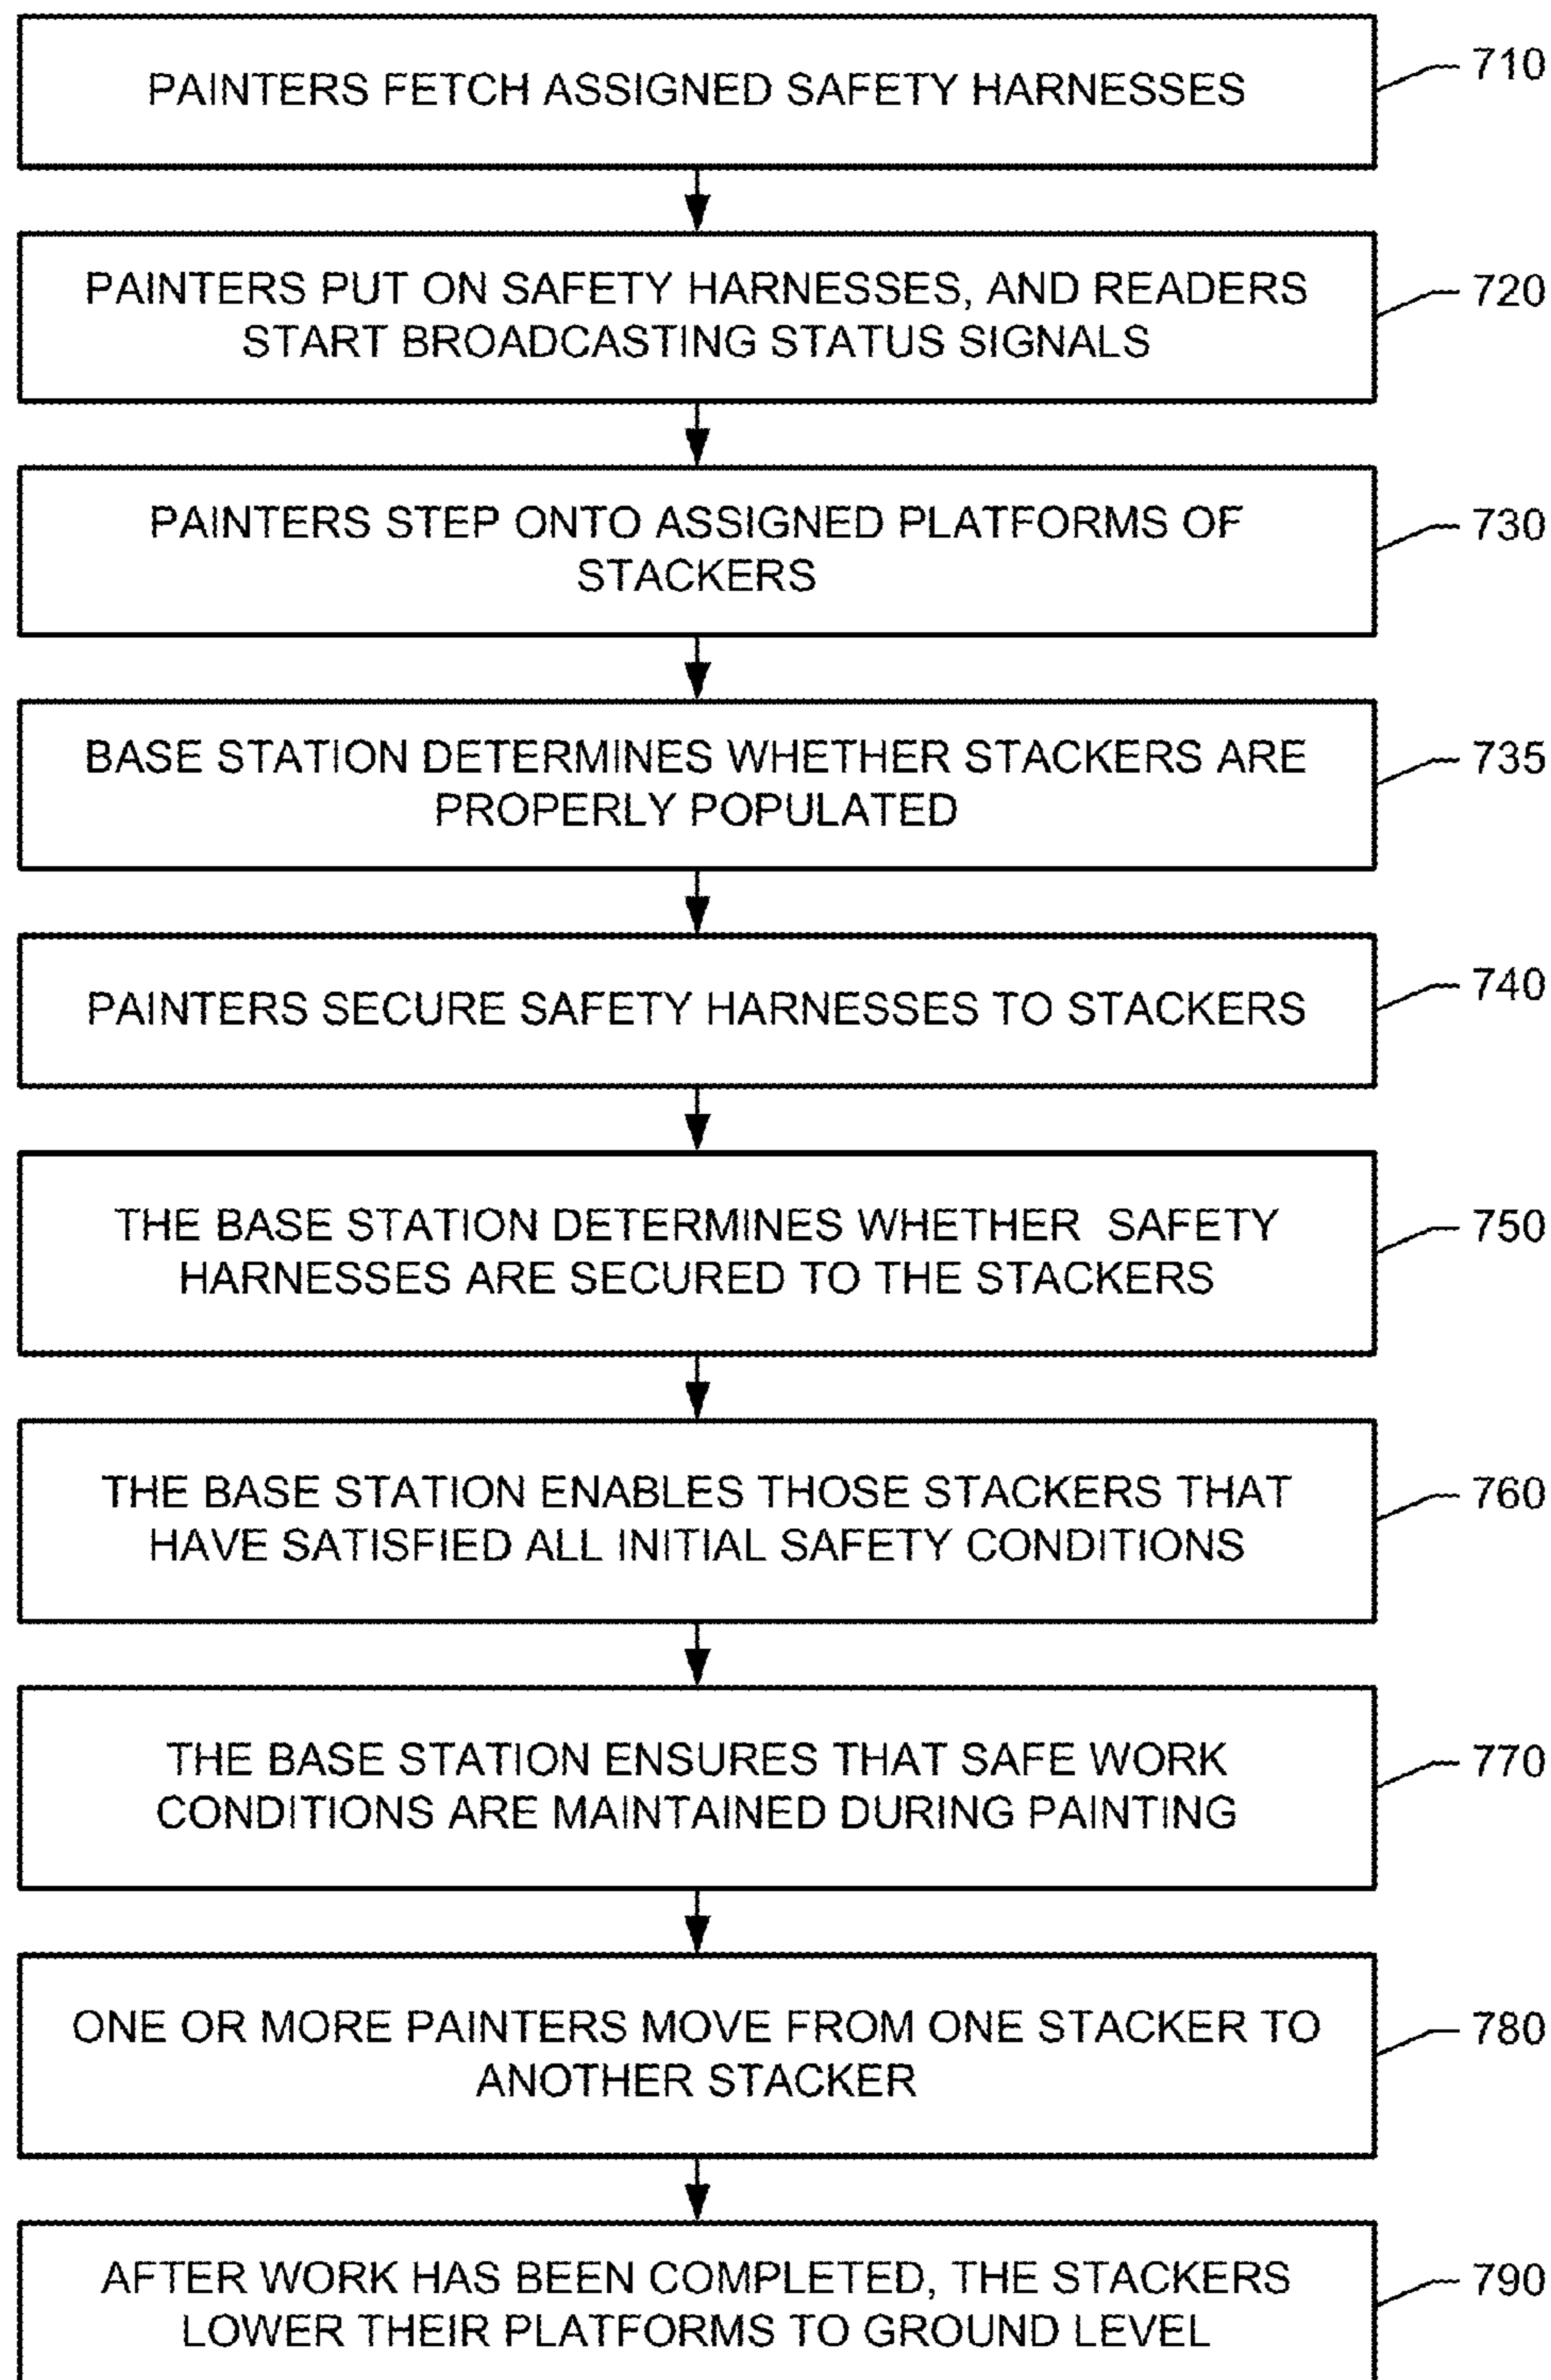 PAINTERS FETCH ASSIGNED SAFETY HARNESSES
710
PAINTERS PUT ON SAFETY HARNESSES, AND READERS
START BROADCASTING STATUS SIGNALS
720
PAINTERS STEP ONTO ASSIGNED PLATFORMS OF
STACKERS
730
BASE STATION DETERMINES WHETHER STACKERS ARE
PROPERLY POPULATED
735
PAINTERS SECURE SAFETY HARNESSES TO STACKERS
740
THE BASE STATION DETERMINES WHETHER SAFETY
HARNESSES ARE SECURED TO THE STACKERS
750
THE BASE STATION ENABLES THOSE STACKERS THAT
HAVE SATISFIED ALL INITIAL SAFETY CONDITIONS
760
THE BASE STATION ENSURES THAT SAFE WORK
CONDITIONS ARE MAINTAINED DURING PAINTING
770
ONE OR MORE PAINTERS MOVE FROM ONE STACKER TO
ANOTHER STACKER
780
AFTER WORK HAS BEEN COMPLETED, THE STACKERS
LOWER THEIR PLATFORMS TO GROUND LEVEL
790